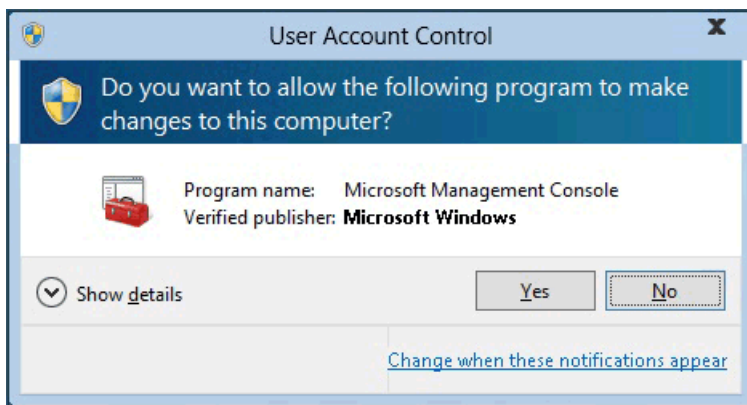 User Account Control
X
Do you want to allow the following program to make
changes to this computer?
Program name: Microsoft Management Console
Verified publisher: Microsoft Windows
Show details
Yes
No
Change when these notifications appear